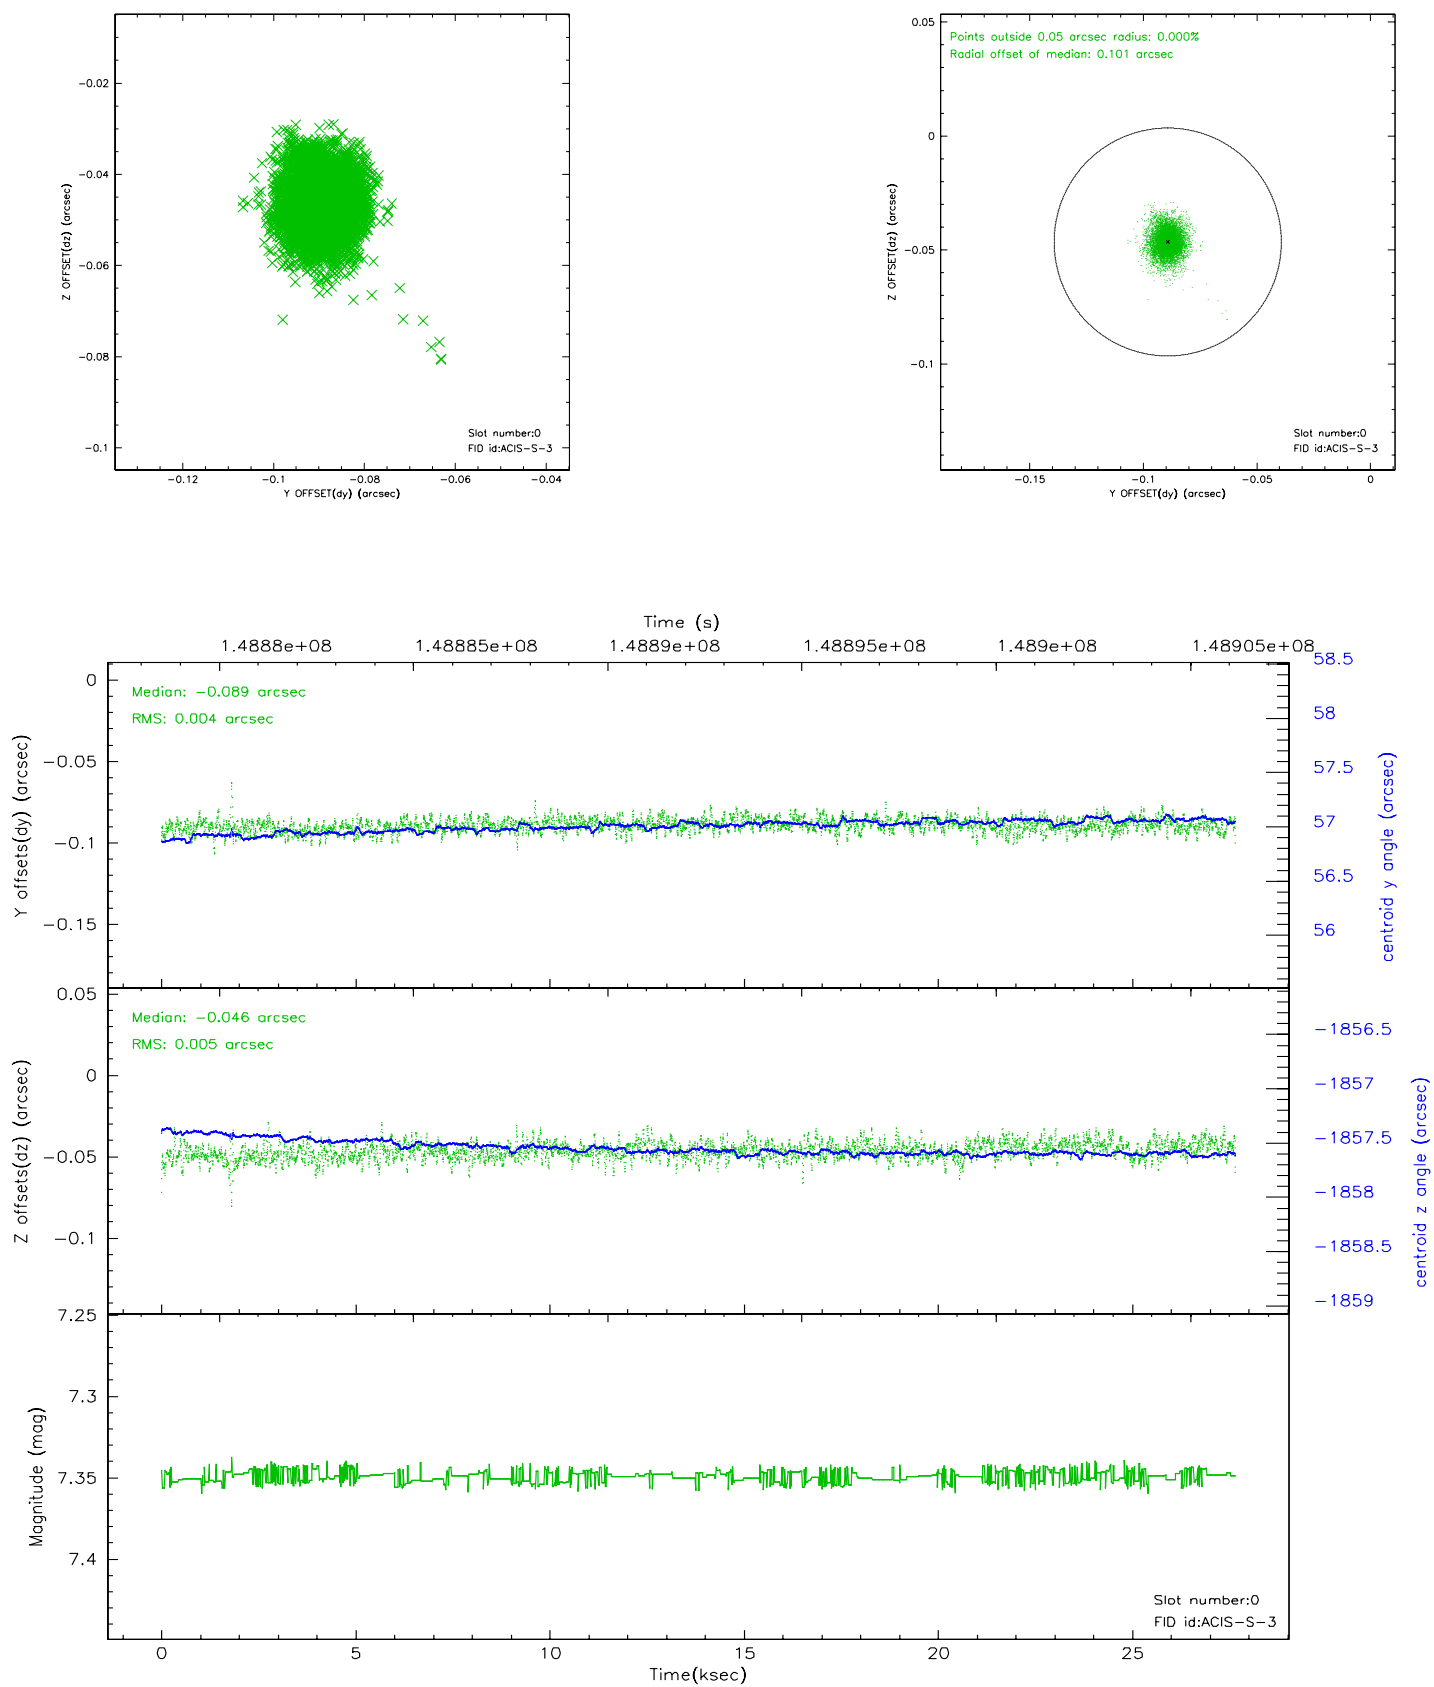 Points outside 0.05 arcsec radius: 0.000%
Radial offset of median: 0.101 arcsec
-0.02
-0.04
-0.06
-0.08
-0.1
Z OFFSET(dz) (arcsec)
Slot number:0
FID id:ACIS-S-3
-0.12
-0.1
-0.08
-0.06
-0.04
Y OFFSET(dy) (arcsec)
0.05
0
-0.05
-0.1
Z OFFSET(dz) (arcsec)
Slot number:0
FID id:ACIS-S-3
-0.15
-0.1
-0.05
0
Y OFFSET(dy) (arcsec)
Time (s)
1.4888e+08
1.48885e+08
1.4889e+08
1.48895e+08
1.489e+08
1.48905e+08
Median: -0.089 arcsec
RMS: 0.004 arcsec
0
-0.05
-0.1
-0.15
Y offsets(dy) (arcsec)
58.5
58
57.5
57
56.5
56
centroid y angle (arcsec)
Median: -0.046 arcsec
RMS: 0.005 arcsec
0.05
0
-0.05
-0.1
Z offsets(dz) (arcsec)
-1856.5
-1857
-1857.5
-1858
-1858.5
-1859
centroid z angle (arcsec)
7.25
7.3
7.35
7.4
Magnitude (mag)
Slot number:0
FID id:ACIS-S-3
0
5
10
15
20
25
Time(ksec)